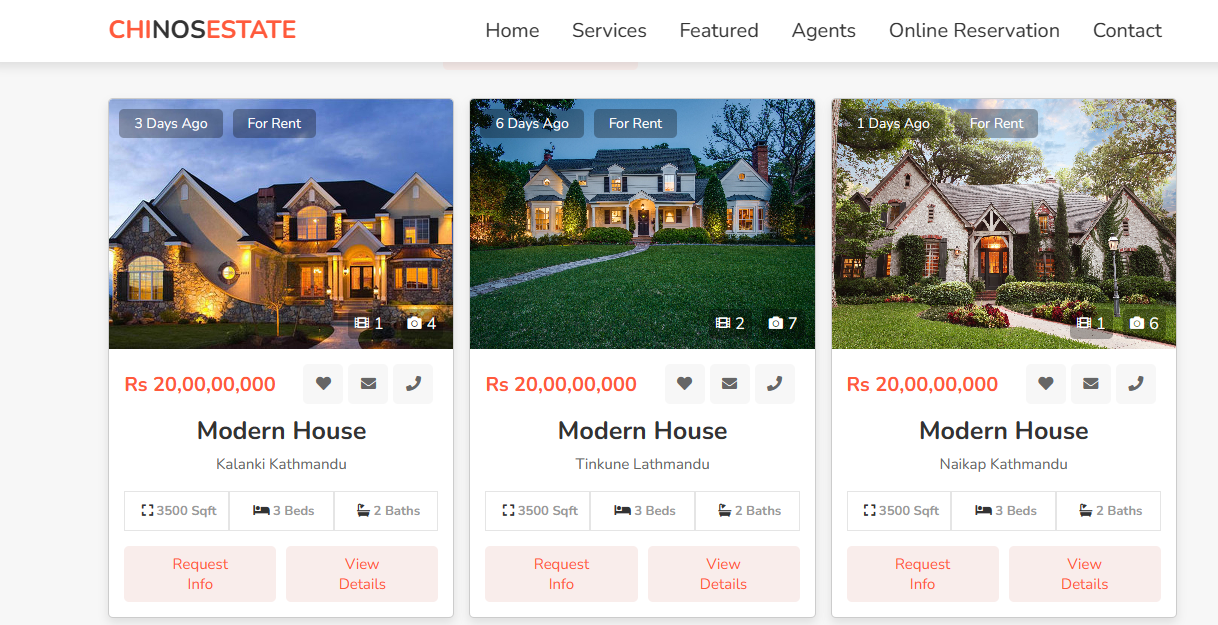 CHINOSESTATE
Home Services Featured Agents Online Reservation Contact
3 Days Ago For Rent
1 4
Rs 20,00,00,000
Modern House
Kalanki Kathmandu
3500 Sqft 3 Beds 2 Baths
Request Info
View Details
6 Days Ago For Rent
2 7
Rs 20,00,00,000
Modern House
Tinkune Lathmandu
3500 Sqft 3 Beds 2 Baths
Request Info
View Details
1 Days Ago For Rent
1 6
Rs 20,00,00,000
Modern House
Naikap Kathmandu
3500 Sqft 3 Beds 2 Baths
Request Info
View Details